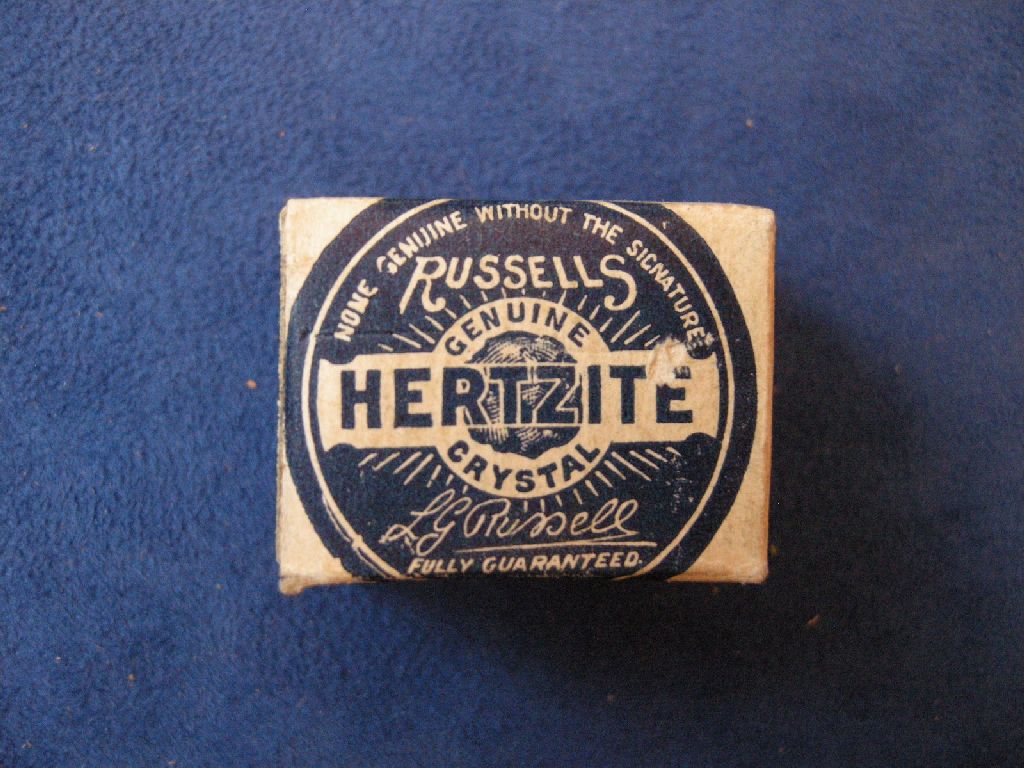 NONE GENUINE WITHOUT THE SIGNATURE
RUSSELLS
GENUINE
HERTZITE
CRYSTAL
LG Russell
FULLY GUARANTEED.